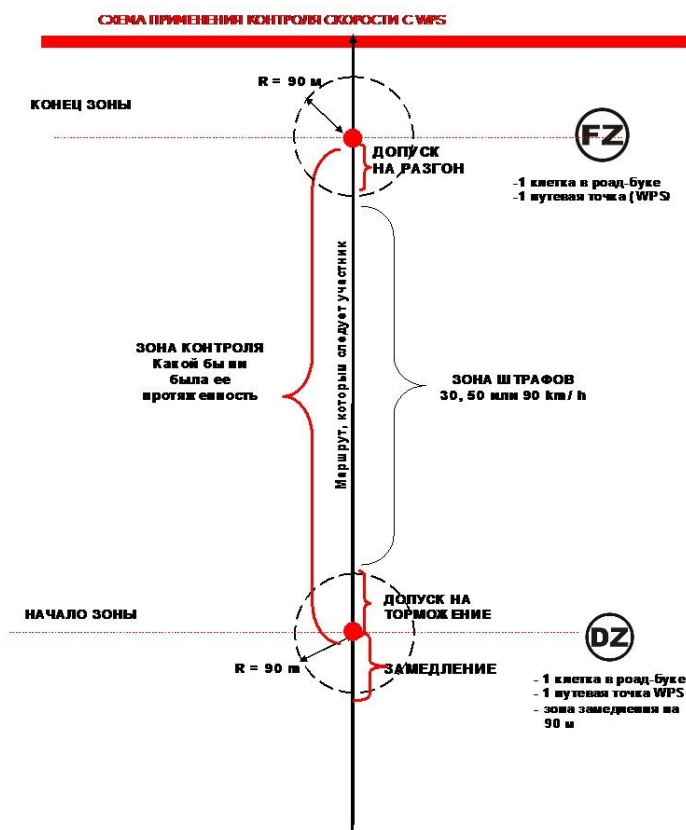 СХЕМА ПРИМЕНЕНИЯ КОНТРОЛЯ СКОРОСТИ С WPS
R = 90 м
КОНЕЦ ЗОНЫ
FZ
ДОПУСК
НА РАЗГОН
-1 клетка в роад-буке
-1 путевая точка (WPS)
Маршрут, которым следует участник
ЗОНА КОНТРОЛЯ
Какой бы ни
была ее
протяженность
ЗОНА ШТРАФОВ
30, 50 или 90 km/ h
НАЧАЛО ЗОНЫ
ДОПУСК НА
ТОРМОЖЕНИЕ
DZ
R = 90 m
ЗАМЕДЛЕНИЕ
- 1 клетка в роад-буке
- 1 путевая точка WPS
- зона замедления на
90 м